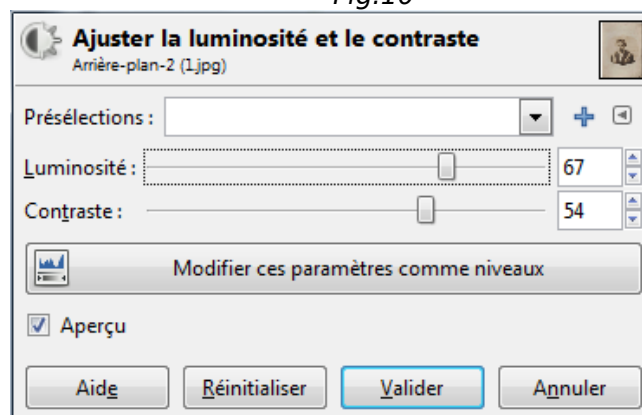 Fig.10
Ajuster la luminosité et le contraste
Arrière-plan-2 (1.jpg)
Présélections :
Luminosité : 67
Contraste : 54
Modifier ces paramètres comme niveaux
Aperçu
Aide Réinitialiser Valider Annuler